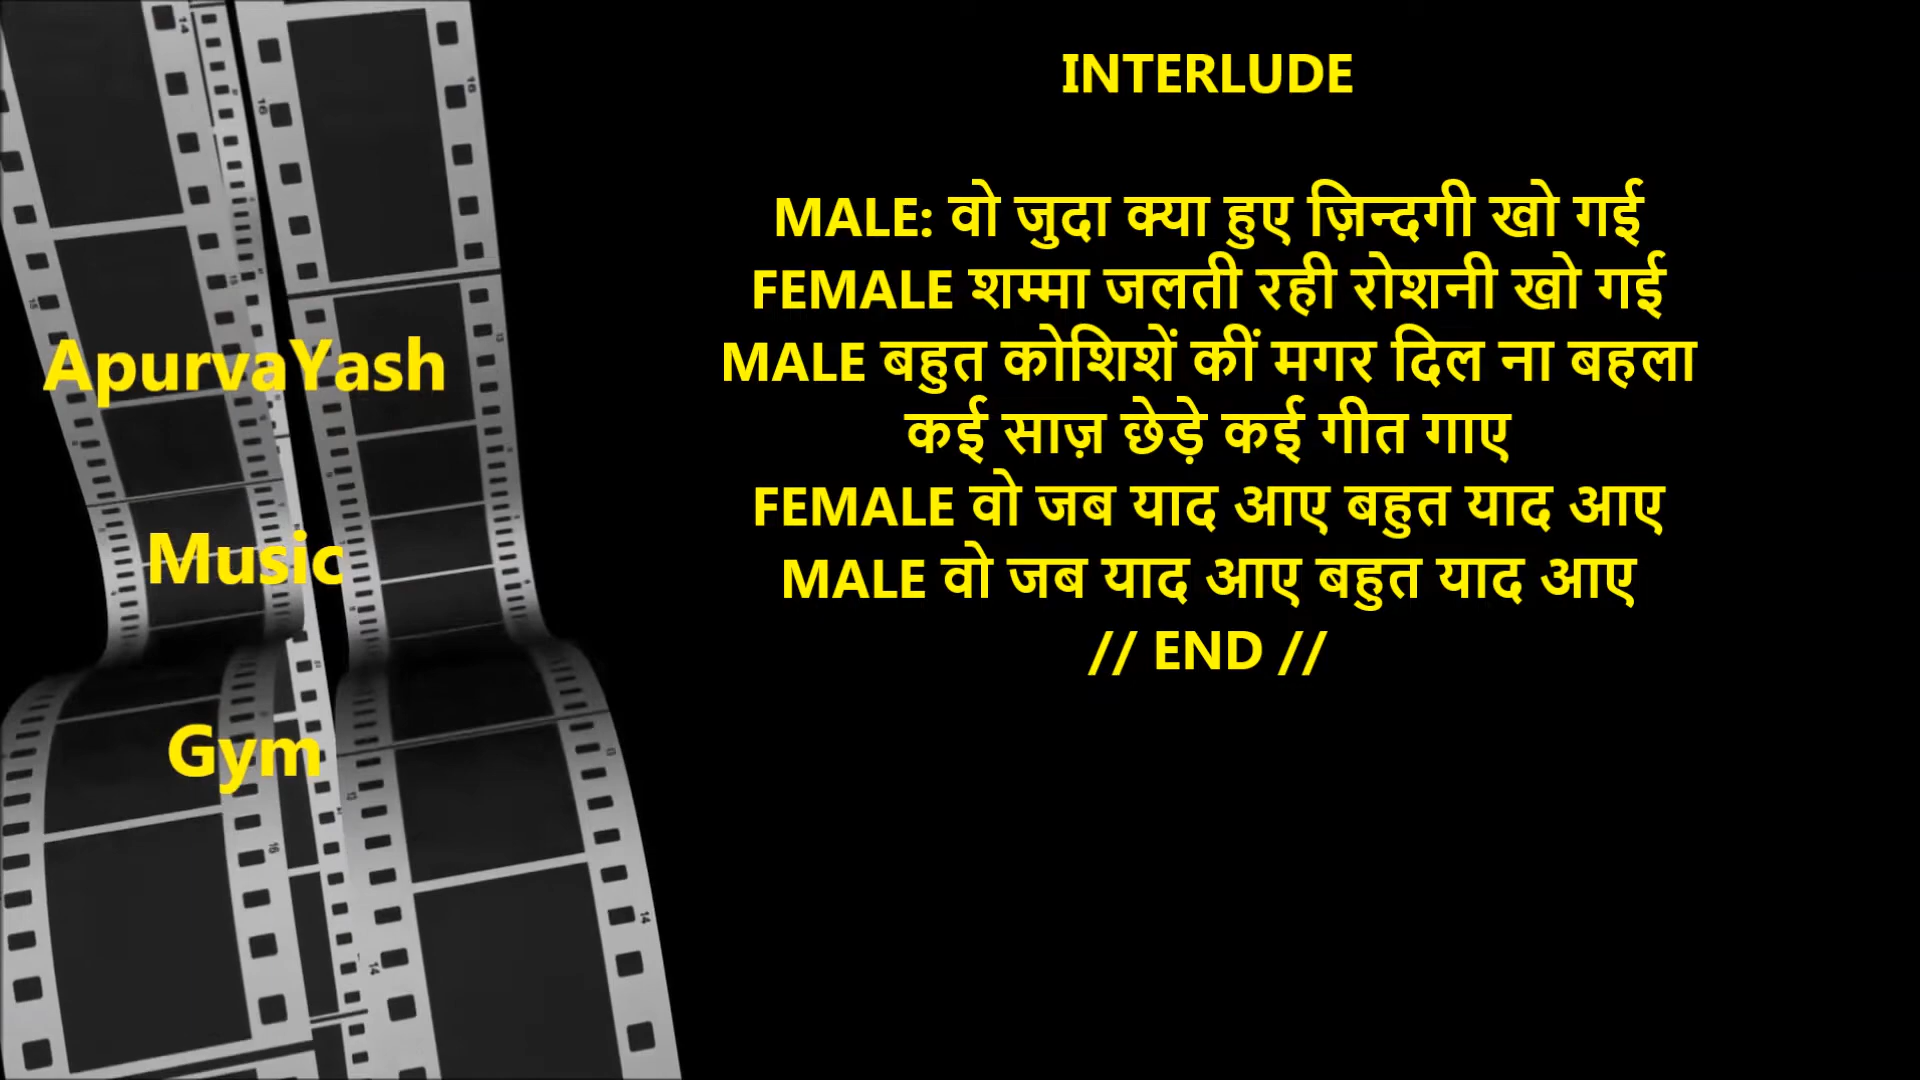 INTERLUDE
MALE: वो जुदा क्या हुए ज़िन्दगी खो गई
FEMALE शम्मा जलती रही रोशनी खो गई
MALE बहुत कोशिशें कीं मगर दिल ना बहला
कई साज़ छेड़े कई गीत गाए
FEMALE वो जब याद आए बहुत याद आए
MALE वो जब याद आए बहुत याद आए
// END //
ApurvaYash
Music
Gym